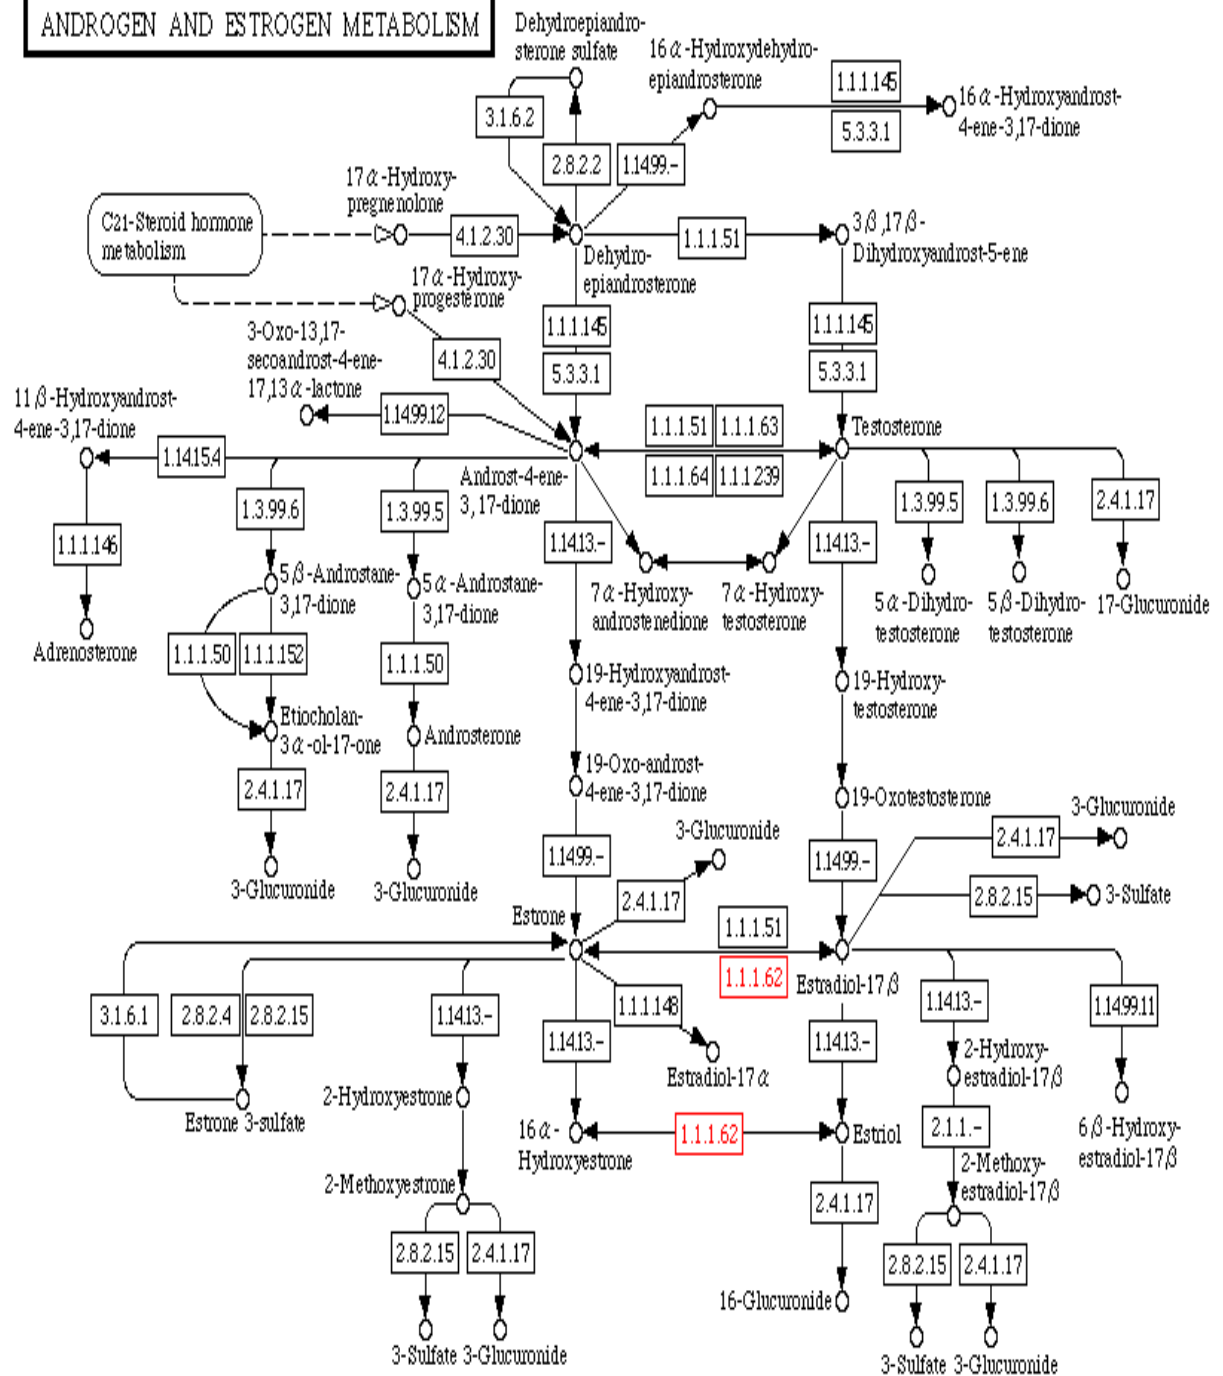 ANDROGEN AND ESTROGEN METABOLISM
Dehydroepiandro-
sterone sulfate
16α-Hydroxydehydro-
epiandrosterone
1.1.1.145
16α-Hydroxyandrost-
4-ene-3,17-dione
5.3.3.1
3.1.6.2
2.8.2.2
1.14.99.-
17α-Hydroxy-
pregnenolone
C21-Steroid hormone
metabolism
4.1.2.30
Dehydro-
epiandrosterone
1.1.1.51
3β,17β-
Dihydroxyandrost-5-ene
17α-Hydroxy-
progesterone
4.1.2.30
1.1.1.145
5.3.3.1
1.1.1.145
5.3.3.1
3-Oxo-13,17-
secoandrost-4-ene-
17,13α-lactone
1.14.99.12
11β-Hydroxyandrost-
4-ene-3,17-dione
1.14.15.4
Androst-4-ene-
3,17-dione
1.1.1.51
1.1.1.63
1.1.1.64
1.1.1.239
Testosterone
1.3.99.6
1.3.99.5
1.14.13.-
1.14.13.-
1.3.99.5
1.3.99.6
2.4.1.17
1.1.1.146
Adrenosterone
5β-Androstane-
3,17-dione
5α-Androstane-
3,17-dione
7α-Hydroxy-
androstenedione
7α-Hydroxy-
testosterone
5α-Dihydro-
testosterone
5β-Dihydro-
testosterone
17-Glucuronide
1.1.1.50
1.1.1.152
1.1.1.50
19-Hydroxyandrost-
4-ene-3,17-dione
19-Hydroxy-
testosterone
Etiocholan-
3α-ol-17-one
Androsterone
2.4.1.17
2.4.1.17
19-Oxo-androst-
4-ene-3,17-dione
19-Oxotestosterone
3-Glucuronide
3-Glucuronide
1.14.99.-
3-Glucuronide
2.4.1.17
1.14.99.-
2.4.1.17
3-Glucuronide
2.8.2.15
3-Sulfate
Estrone
1.1.1.51
1.1.1.62
Estradiol-17β
3.1.6.1
2.8.2.4
2.8.2.15
1.14.13.-
1.14.13.-
1.1.1.148
1.14.13.-
1.14.13.-
1.14.99.11
Estradiol-17α
Estrone 3-sulfate
2-Hydroxyestrone
2-Hydroxy-
estradiol-17β
16α-
Hydroxyestrone
1.1.1.62
Estriol
2.1.1.-
6β-Hydroxy-
estradiol-17β
2-Methoxyestrone
2-Methoxy-
estradiol-17β
2.8.2.15
2.4.1.17
2.4.1.17
2.8.2.15
2.4.1.17
16-Glucuronide
3-Sulfate
3-Glucuronide
3-Sulfate
3-Glucuronide